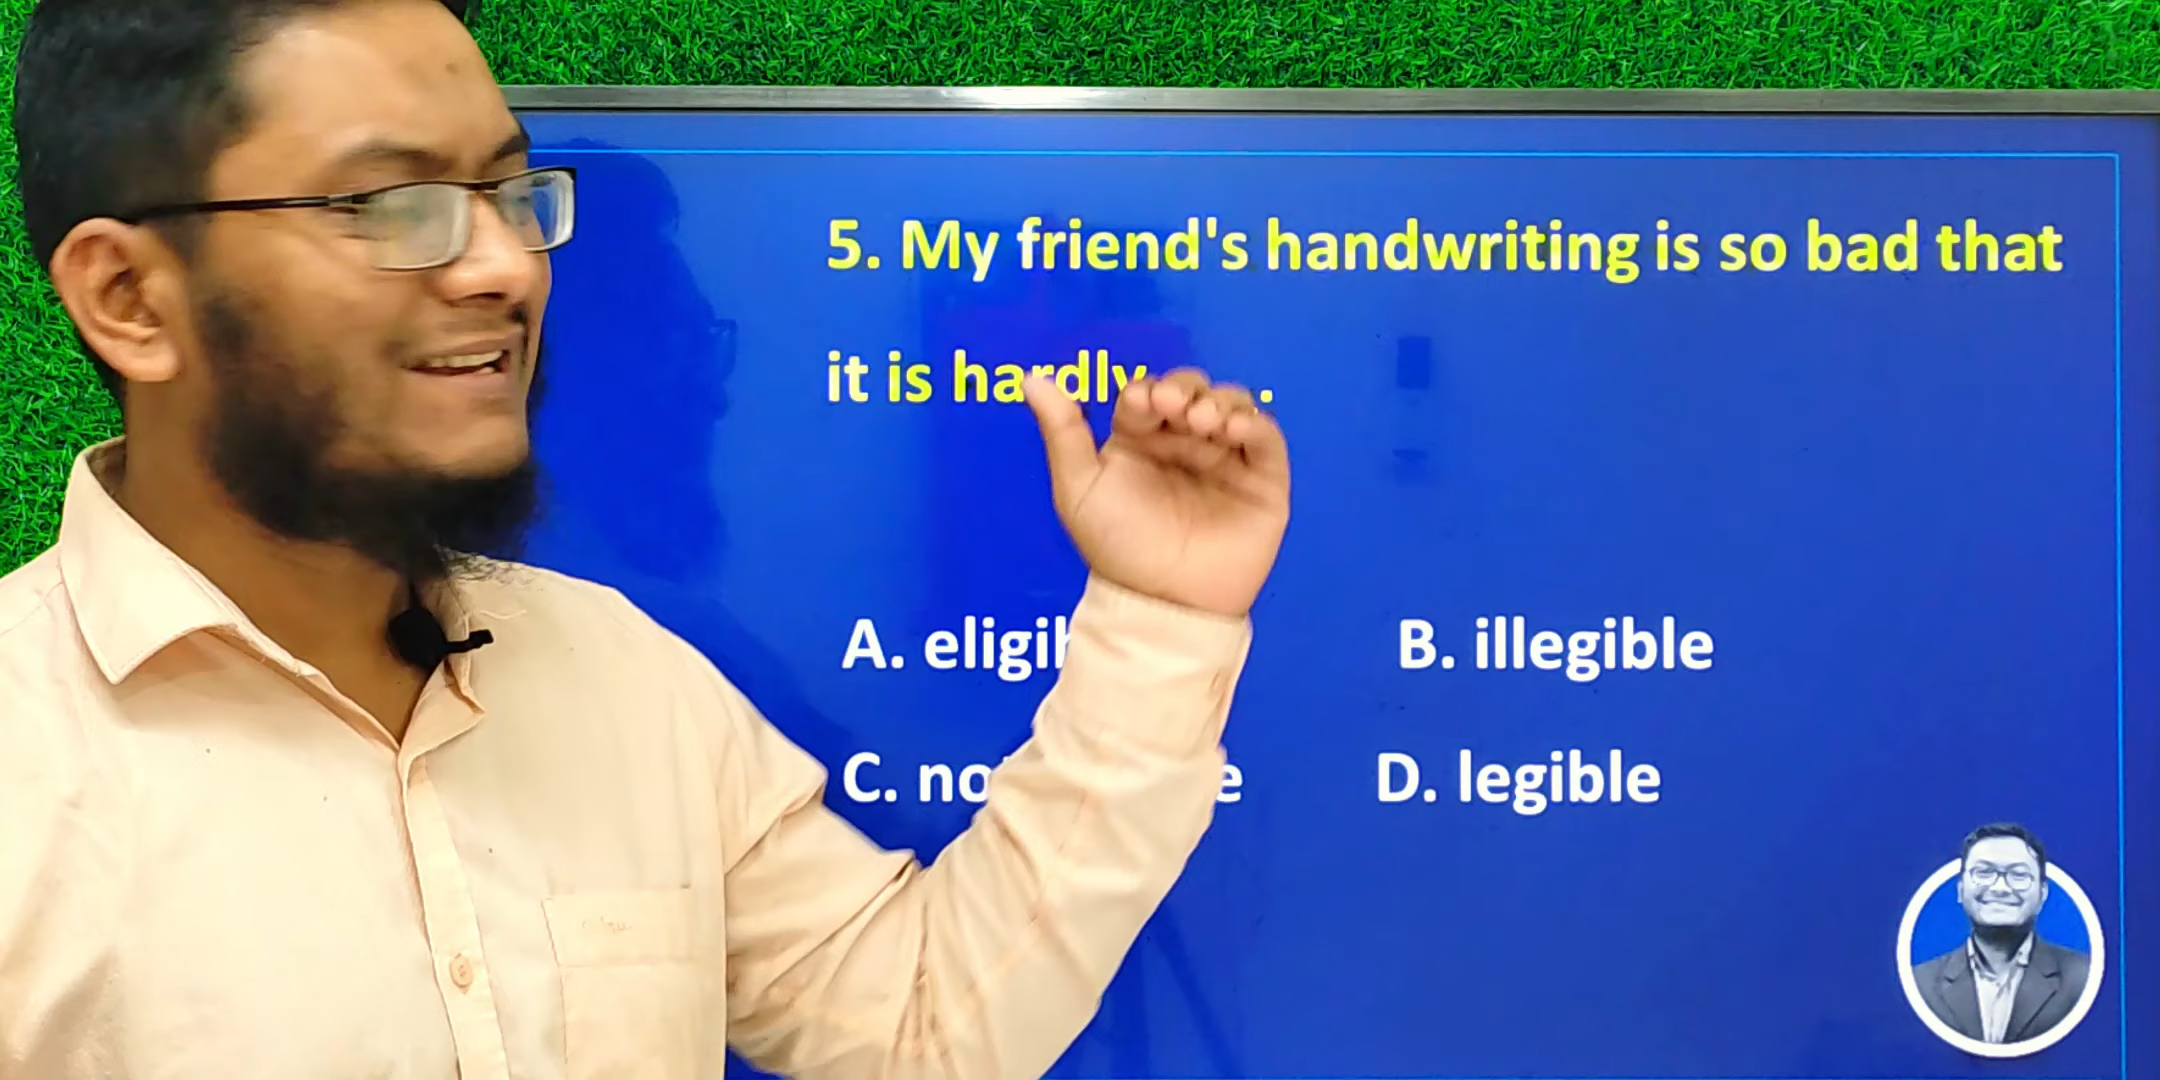 5. My friend's handwriting is so bad that
it is hardly
A. B. illegible
C. D. legible